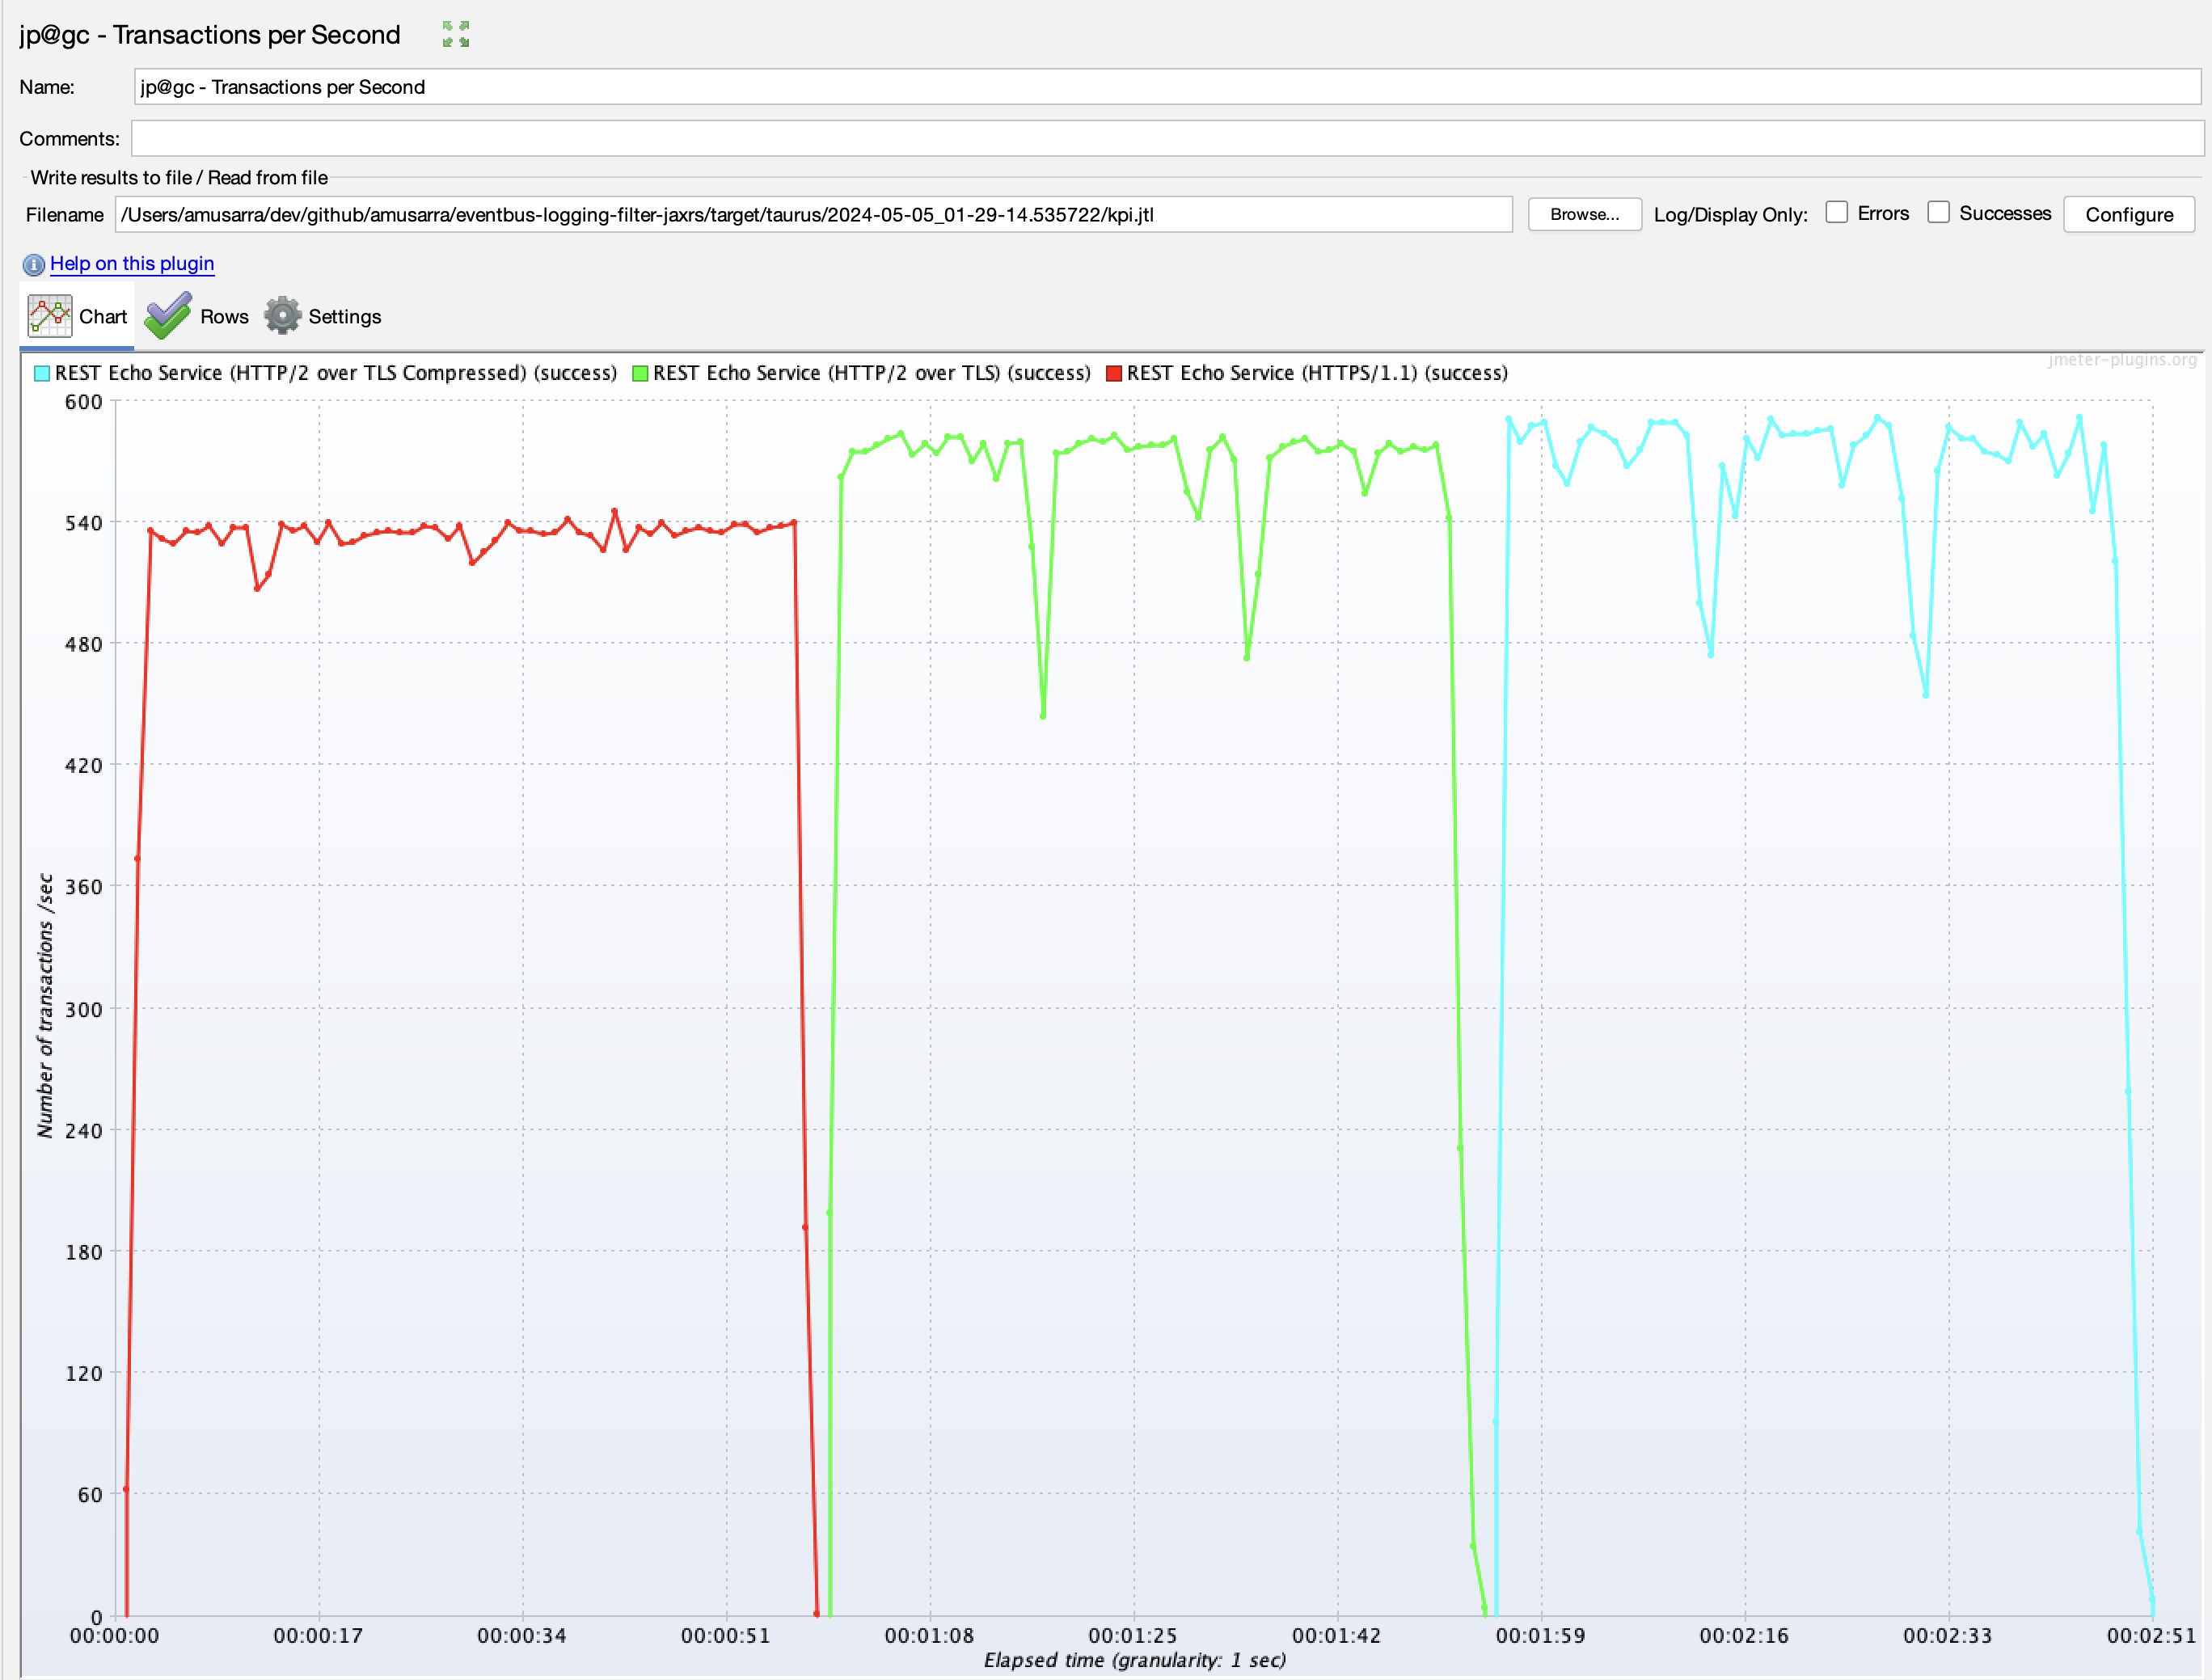 jp@gc - Transactions per Second
Name: jp@gc - Transactions per Second
Comments:
Write results to file / Read from file
Filename /Users/amusarra/dev/github/amusarra/eventbus-logging-filter-jaxrs/target/taurus/2024-05-05_01-29-14.535722/kpi.jtl Browse... Log/Display Only: Errors Successes Configure
Help on this plugin
Chart Rows Settings
jmeter-plugins.org
REST Echo Service (HTTP/2 over TLS Compressed) (success) REST Echo Service (HTTP/2 over TLS) (success) REST Echo Service (HTTPS/1.1) (success)
600
540
480
420
360
300
240
180
120
60
0
Number of transactions /sec
00:00:00 00:00:17 00:00:34 00:00:51 00:01:08 00:01:25 00:01:42 00:01:59 00:02:16 00:02:33 00:02:51
Elapsed time (granularity: 1 sec)